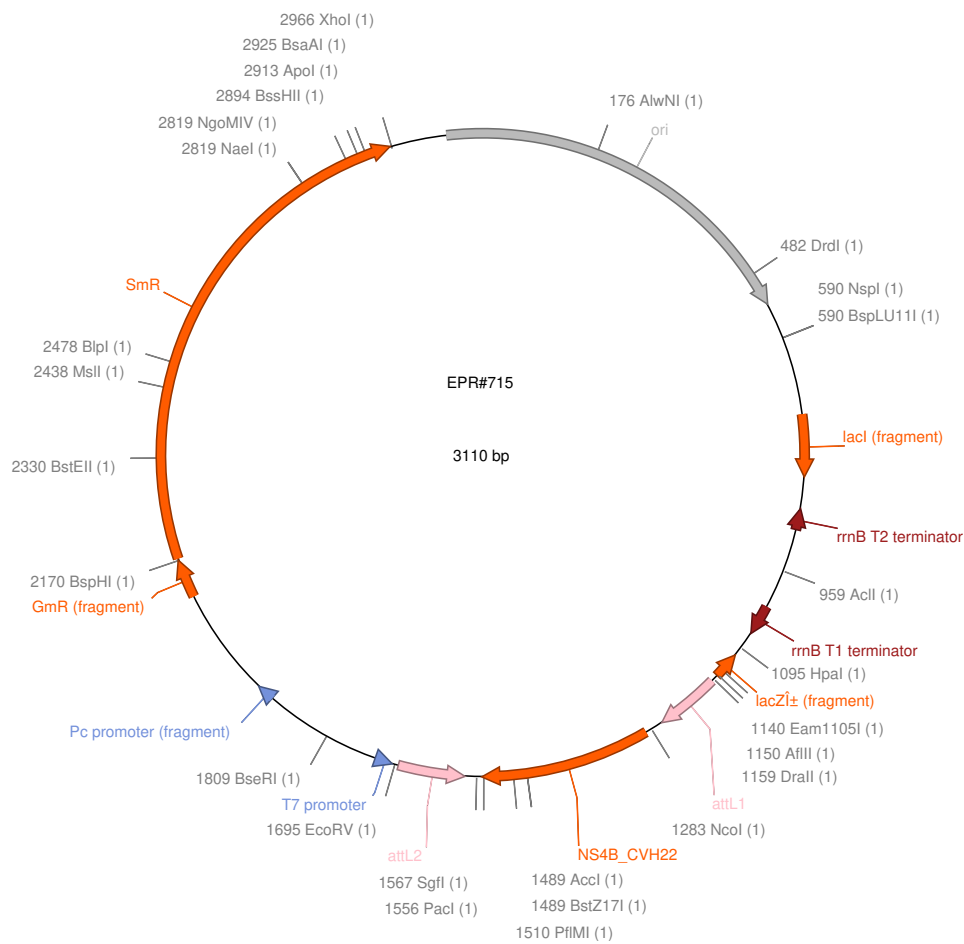 2966 XhoI (1)
2925 BsaAI (1)
2913 ApoI (1)
2894 BssHII (1)
2819 NgoMIV (1)
2819 NaeI (1)
176 AlwNI (1)
ori
482 DrdI (1)
590 NspI (1)
590 BspLU11I (1)
SmR
2478 BlpI (1)
2438 MslI (1)
EPR#715
3110 bp
lacI (fragment)
2330 BstEII (1)
rrnB T2 terminator
2170 BspHI (1)
GmR (fragment)
959 AclI (1)
rrnB T1 terminator
1095 HpaI (1)
lacZÎ± (fragment)
Pc promoter (fragment)
1140 Eam1105I (1)
1150 AflIII (1)
1159 DraII (1)
1809 BseRI (1)
T7 promoter
attL1
1695 EcoRV (1)
1283 NcoI (1)
attL2
NS4B_CVH22
1567 SgfI (1)
1489 AccI (1)
1556 PacI (1)
1489 BstZ17I (1)
1510 PflMI (1)